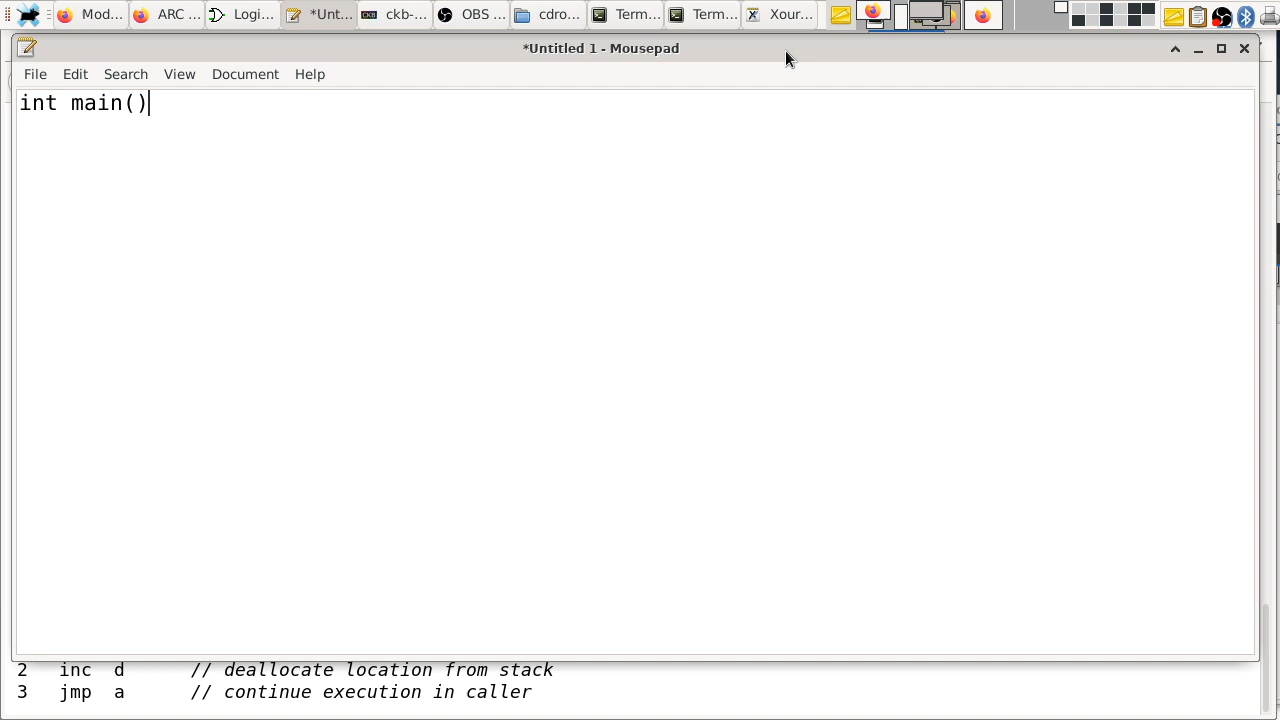 Mod...
ARC ...
Logi...
*Unt...
ckb-...
OBS ...
cdro...
Term...
Term...
Xour...
*Untitled 1 - Mousepad
File Edit Search View Document Help
int main()
2 inc d // deallocate location from stack
3 jmp a // continue execution in caller